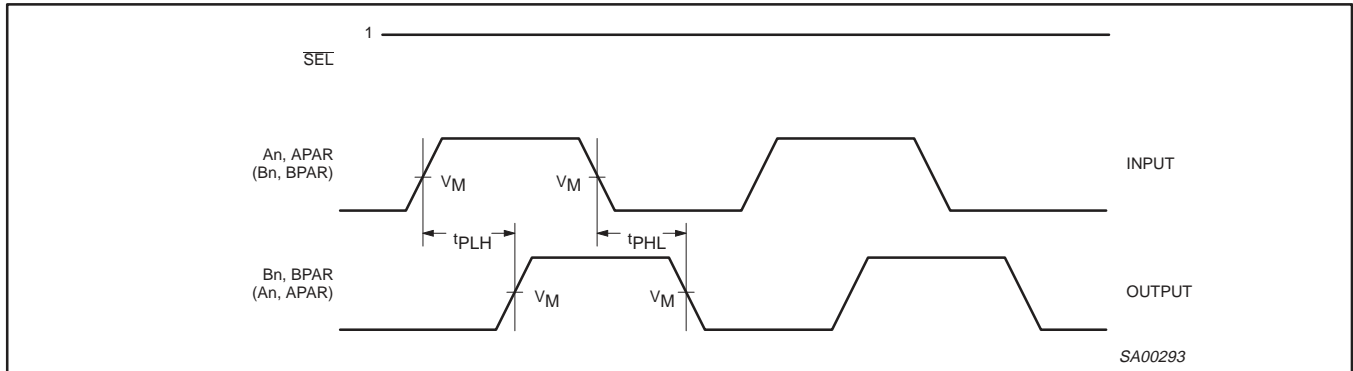 1
SEL
An, APAR
(Bn, BPAR)
VM
VM
INPUT
tPLH
tPHL
Bn, BPAR
(An, APAR)
VM
VM
OUTPUT
SA00293